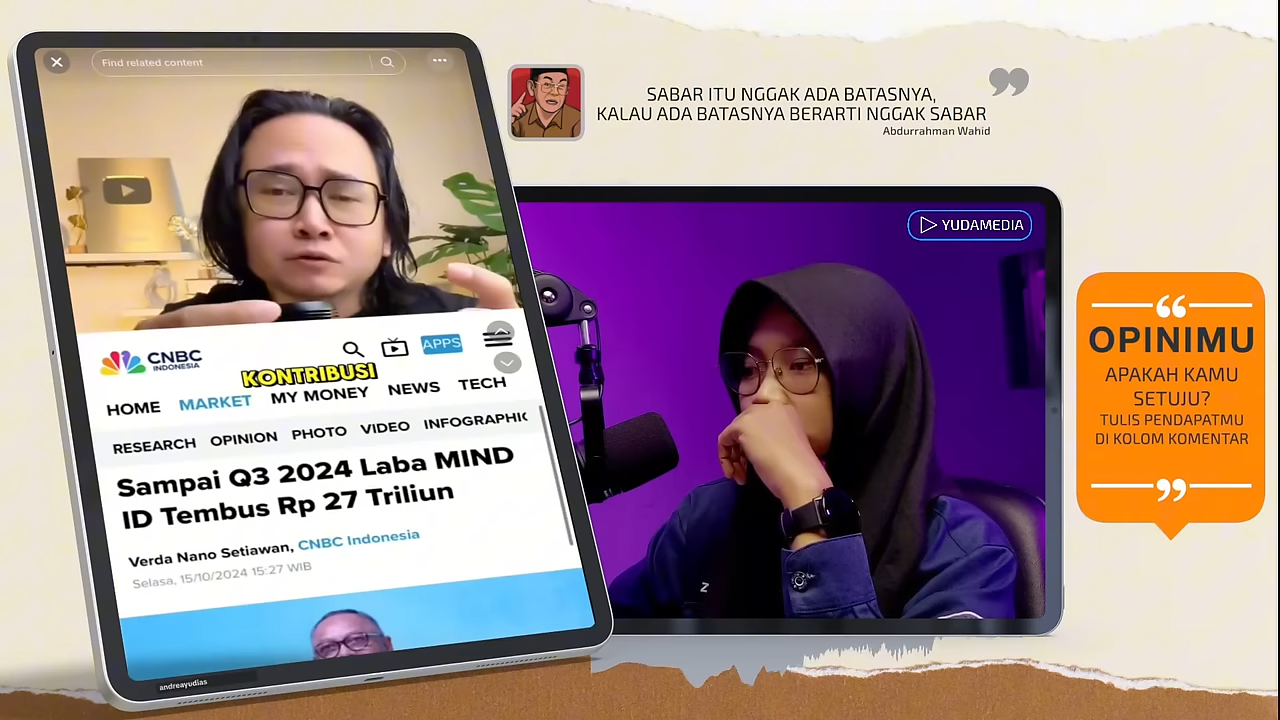 Find related content
SABAR ITU NGGAK ADA BATASNYA,
KALAU ADA BATASNYA BERARTI NGGAK SABAR
Abdurrahman Wahid
YUDAMEDIA
CNBC
INDONESIA
APPS
KONTRIBUSI
HOME MARKET MY MONEY NEWS TECH
RESEARCH OPINION PHOTO VIDEO INFOGRAPHIC
Sampai Q3 2024 Laba MIND
ID Tembus Rp 27 Triliun
Verda Nano Setiawan, CNBC Indonesia
Selasa, 15/10/2024 15:27 WIB
andreayudias
Z
OPINIMU
APAKAH KAMU
SETUJU?
TULIS PENDAPATMU
DI KOLOM KOMENTAR